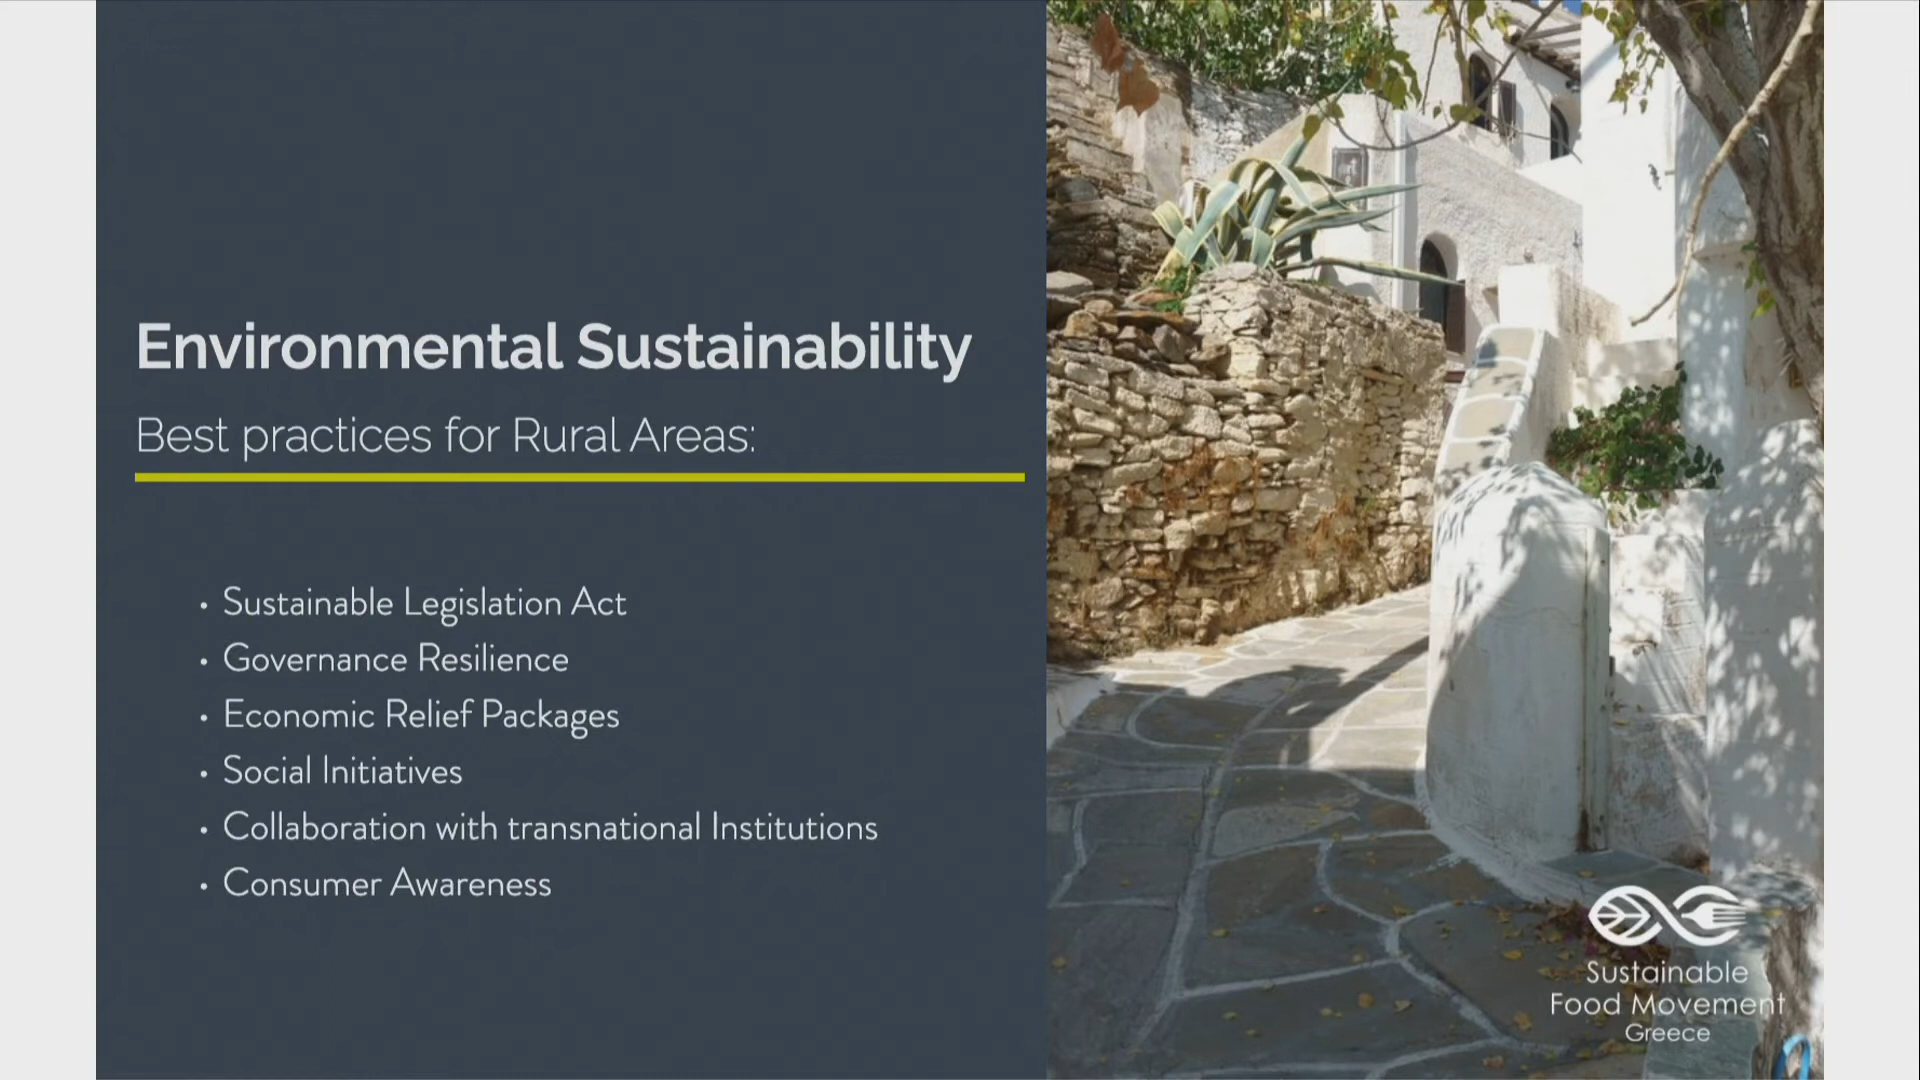 Environmental Sustainability
Best practices for Rural Areas:
• Sustainable Legislation Act
• Governance Resilience
• Economic Relief Packages
• Social Initiatives
• Collaboration with transnational Institutions
• Consumer Awareness
Sustainable
Food Movement
Greece